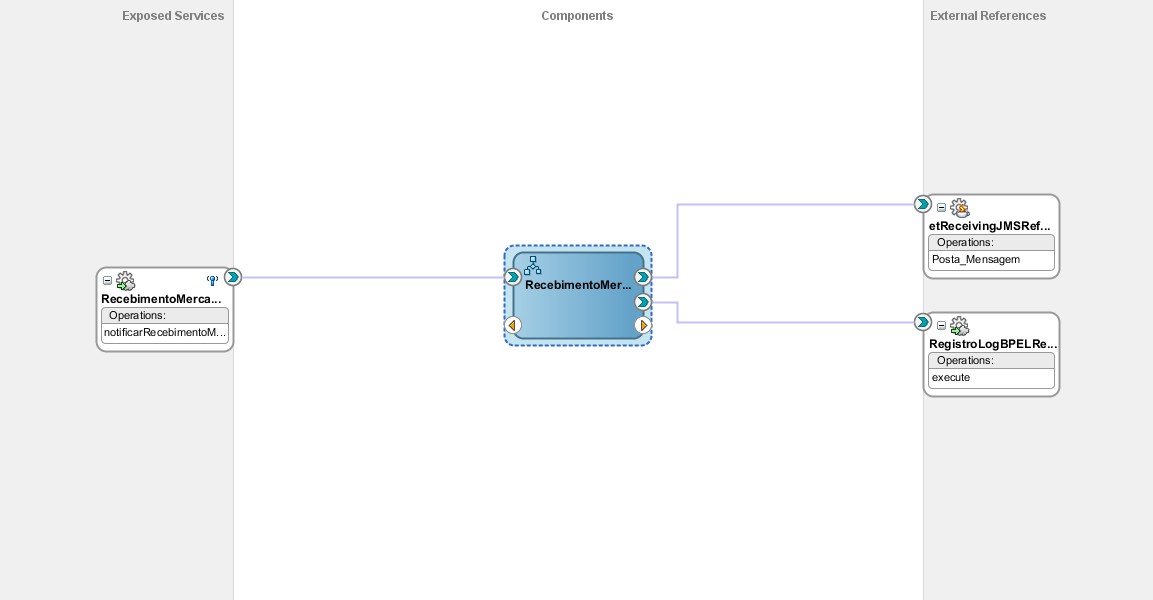 Exposed Services
Components
External References
RecebimentoMerca...
Operations:
notificarRecebimentoM...
RecebimentoMer...
etReceivingJMSRef...
Operations:
Posta_Mensagem
RegistroLogBPELRe...
Operations:
execute